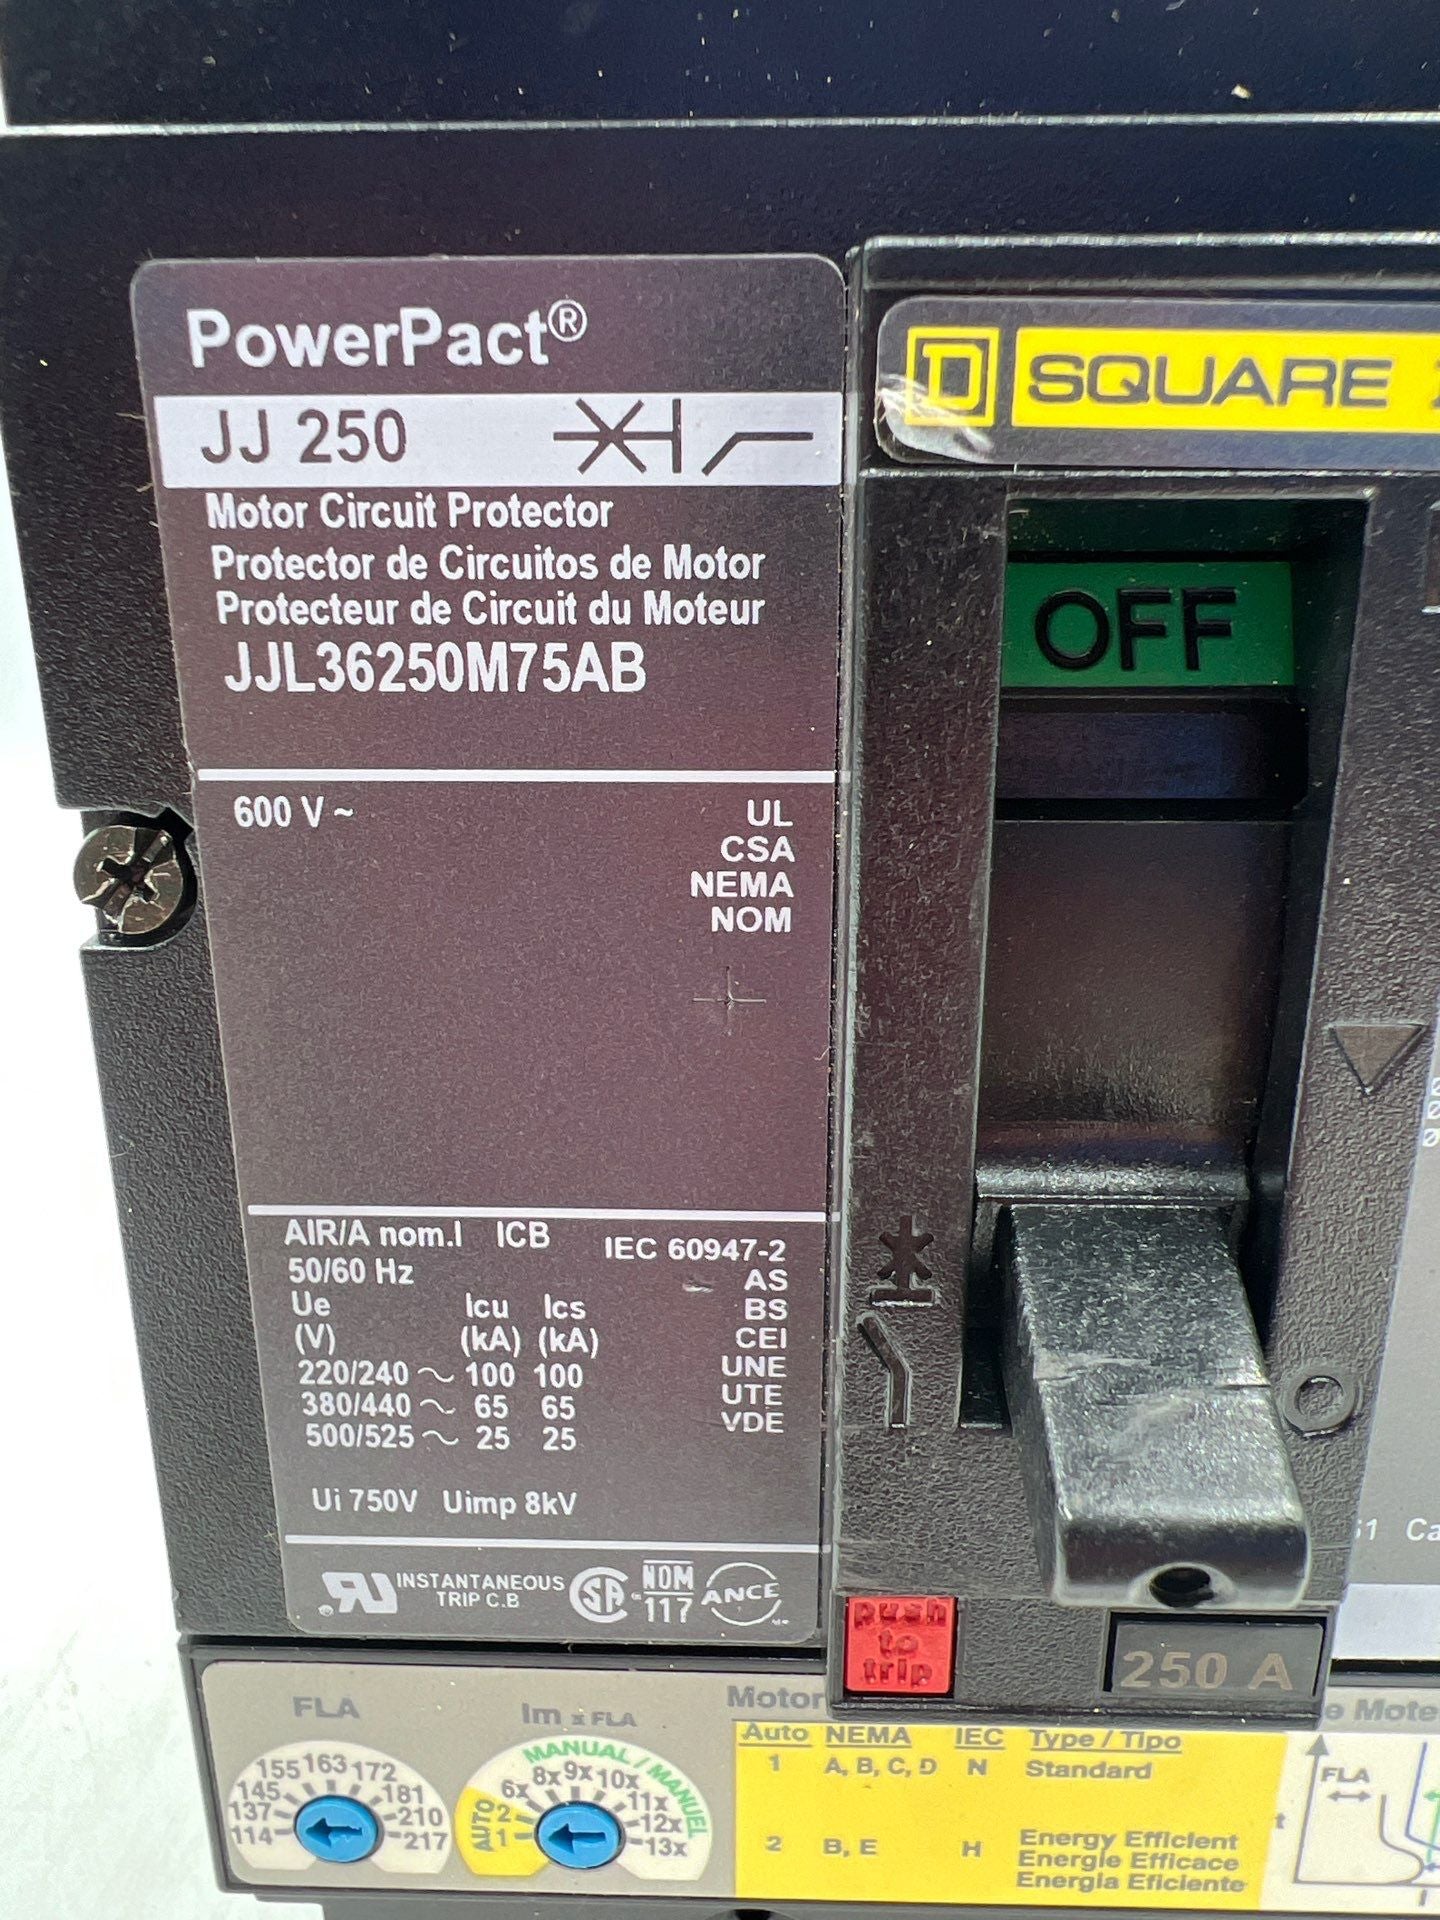 PowerPact®
JJ 250
Motor Circuit Protector
Protector de Circuitos de Motor
Protecteur de Circuit du Moteur
JJL36250M75AB
600 V ~
UL
CSA
NEMA
NOM
AIR/A nom.I ICB
50/60 Hz
Ue Icu Ics
(V) (kA) (kA)
220/240 ~ 100 100
380/440 ~ 65 65
500/525 ~ 25 25
IEC 60947-2
AS
BS
CEI
UNE
UTE
VDE
Ui 750V Uimp 8kV
INSTANTANEOUS
TRIP C.B
NOM
117
ANCE
SQUARE
OFF
push
to
trip
250 A
FLA
114 137 145 155 163 172 181 210 217
Im x FLA
MANUAL / MANUEL
AUTO
1 2 6x 8x 9x 10x 11x 12x 13x
Motor
Auto NEMA IEC Type / Tipo
1 A, B, C, D N Standard
2 B, E H Energy Efficient
Energie Efficace
Energia Eficiente
FLA
t